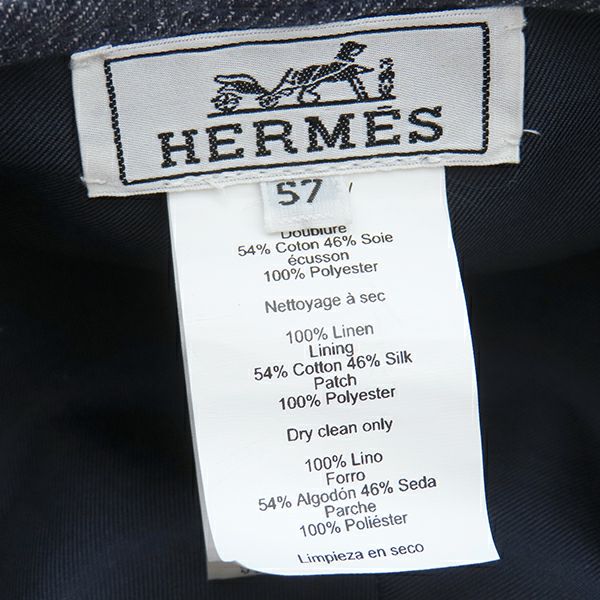 HERMÈS
57
Doublure
54% Coton 46% Soie
écusson
100% Polyester
Nettoyage à sec
100% Linen
Lining
54% Cotton 46% Silk
Patch
100% Polyester
Dry clean only
100% Lino
Forro
54% Algodón 46% Seda
Parche
100% Poliéster
Limpieza en seco